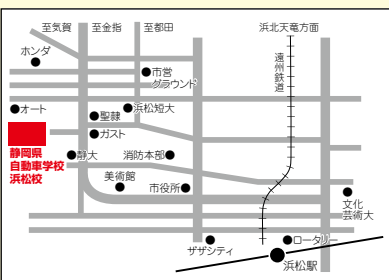 至気賀
至金指
至都田
浜北天竜方面
ホンダ
遠州鉄道
市営
グラウンド
オート
浜松短大
聖隷
ガスト
静岡県
自動車学校
浜松校
静大
消防本部
美術館
市役所
文化
芸術大
ザザシティ
ロータリー
浜松駅